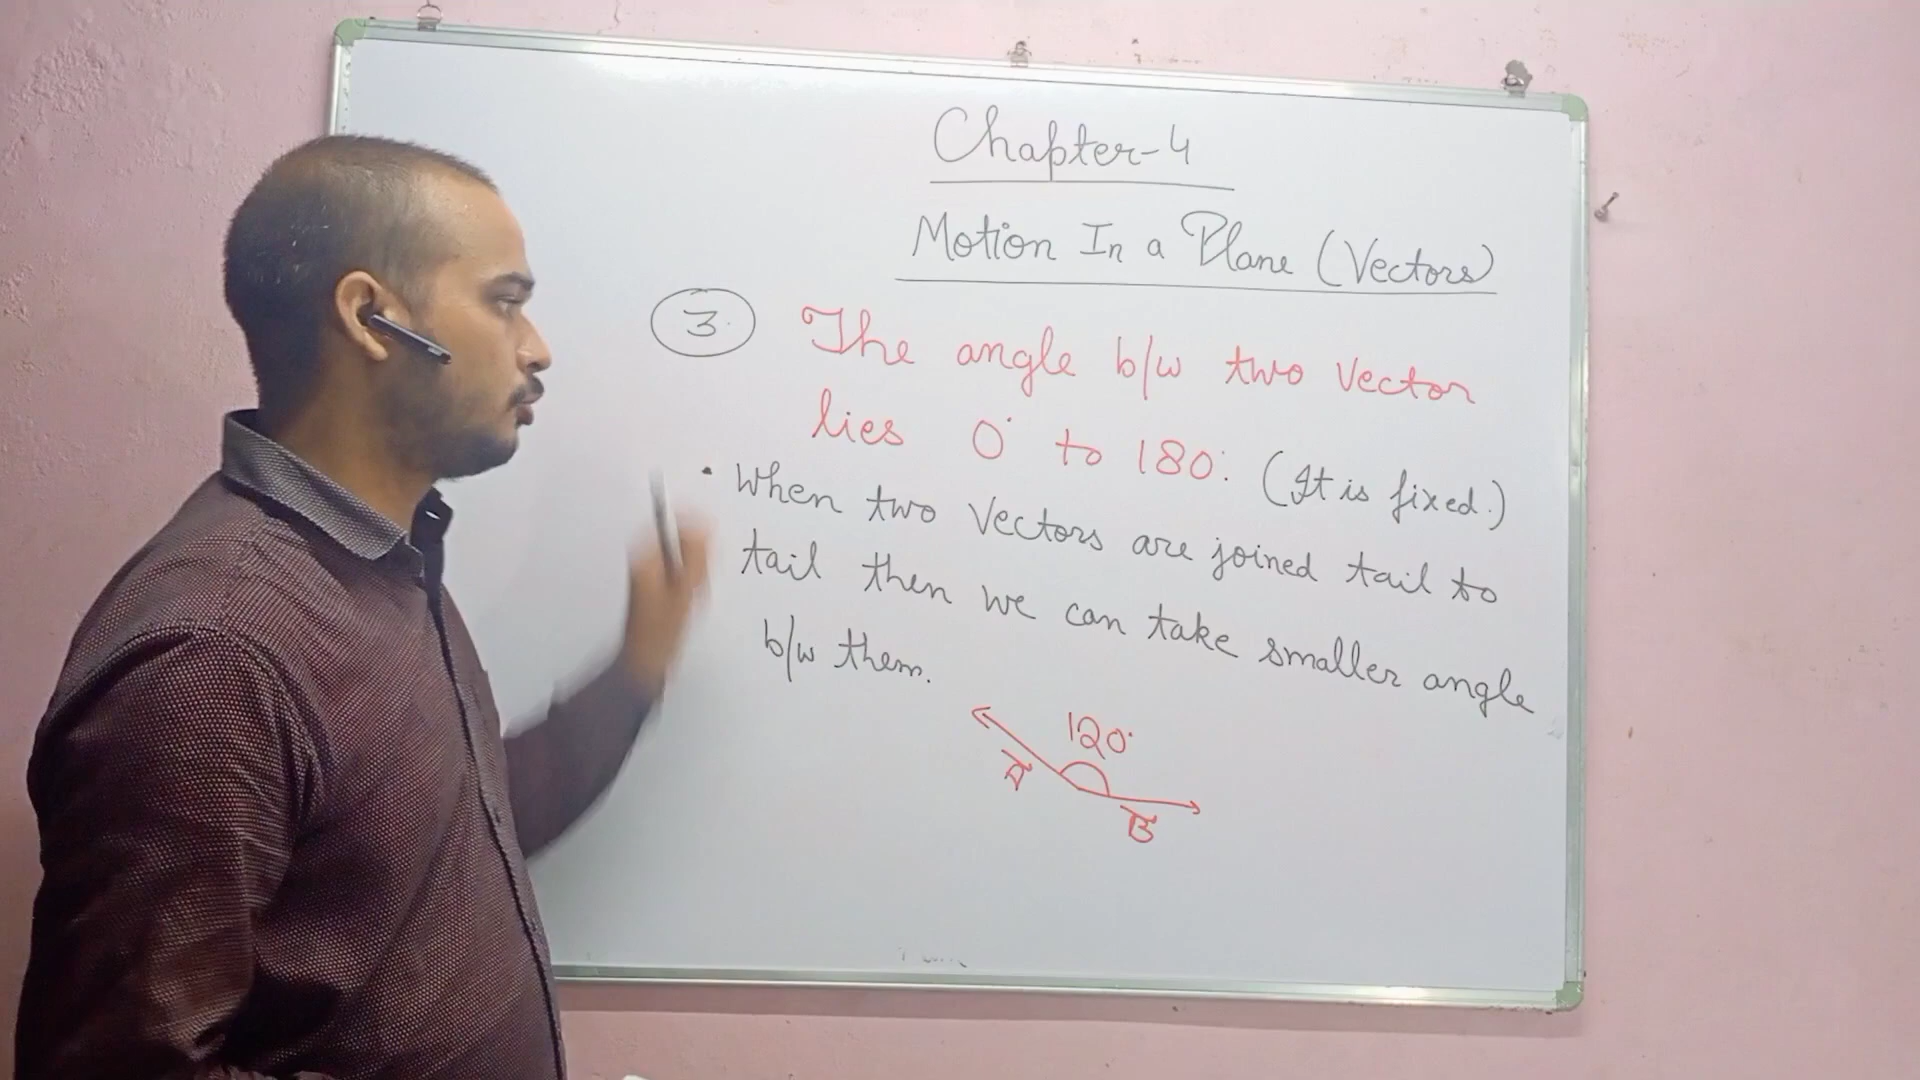 Chapter-4
Motion In a Plane (Vectors)
3. The angle b/w two Vector
lies 0° to 180°. (It is fixed.)
• When two Vectors are joined tail to
tail then we can take smaller angle
b/w them.
120°
A
B